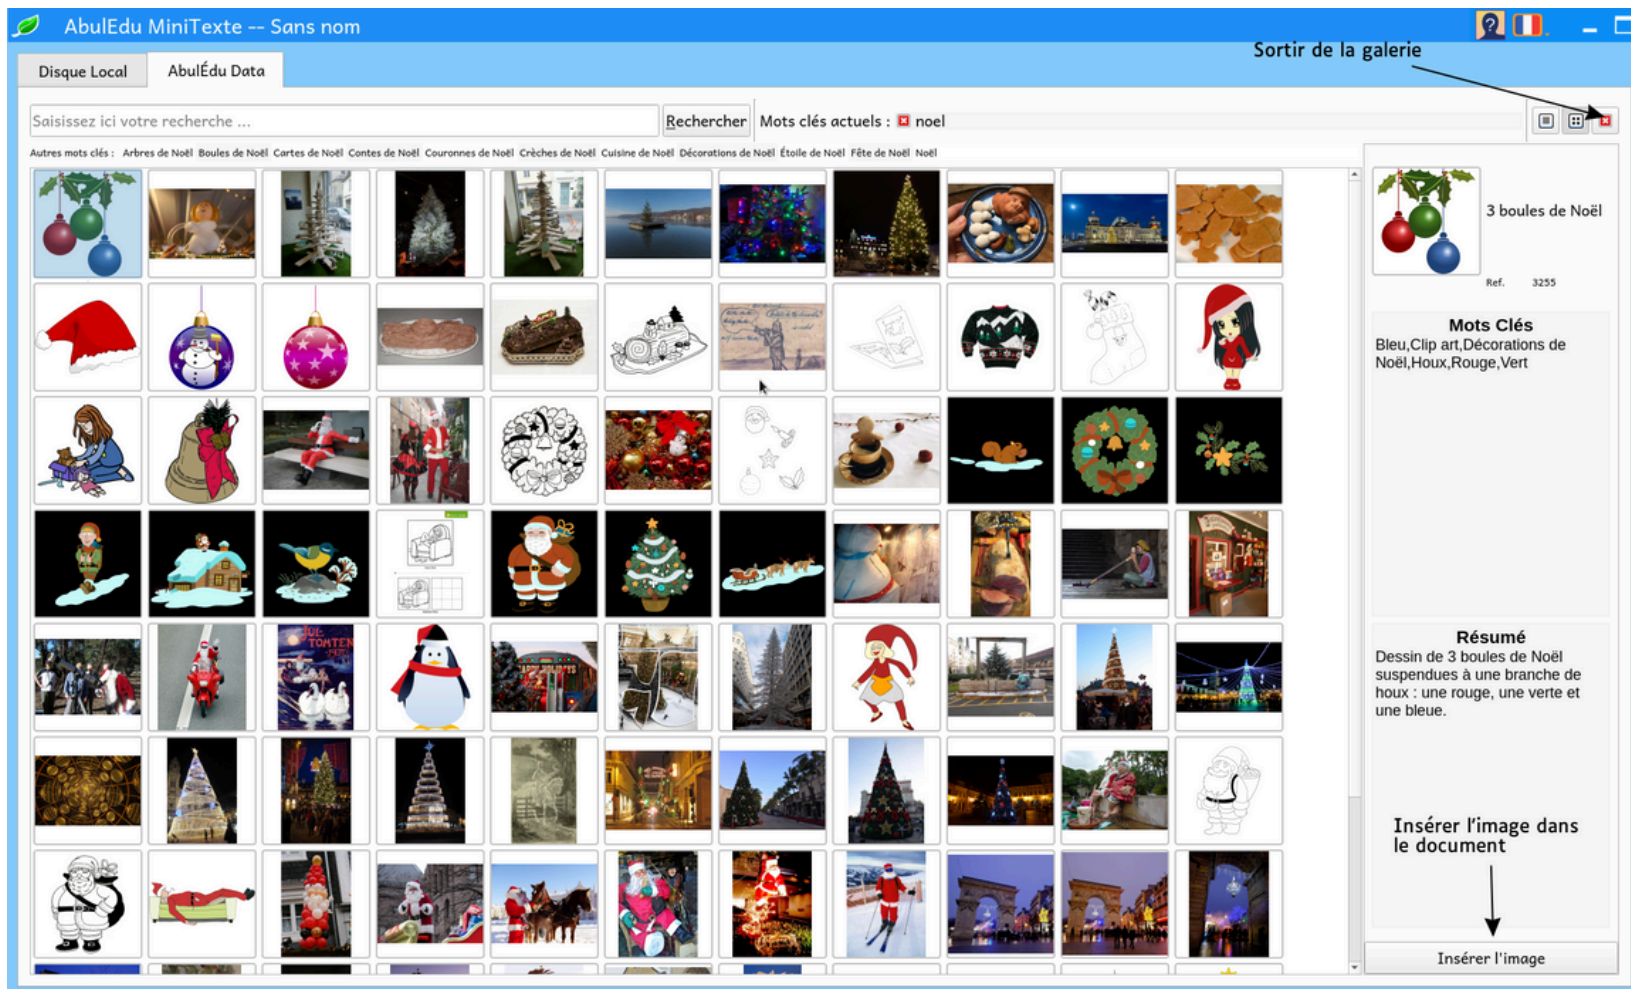 AbulEdu MiniTexte -- Sans nom
Sortir de la galerie
Disque Local
AbulÉdu Data
Saisissez ici votre recherche ...
Rechercher
Mots clés actuels : noel
Autres mots clés : Arbres de Noël Boules de Noël Cartes de Noël Contes de Noël Couronnes de Noël Crèches de Noël Cuisine de Noël Décorations de Noël Étoile de Noël Fête de Noël Noël
3 boules de Noël
Ref. 3255
Mots Clés
Bleu,Clip art,Décorations de
Noël,Houx,Rouge,Vert
JUL
TOMTEN
Résumé
Dessin de 3 boules de Noël
suspendues à une branche de
houx : une rouge, une verte et
une bleue.
Insérer l'image dans
le document
Insérer l'image